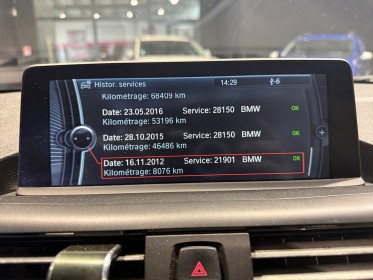 Histor. services
14:29
-6
Kilométrage: 68409 km
Date: 23.05.2016 Service: 28150 BMW OK
Kilométrage: 53196 km
Date: 28.10.2015 Service: 28150 BMW OK
Kilométrage: 46486 km
Date: 16.11.2012 Service: 21901 BMW OK
Kilométrage: 8076 km